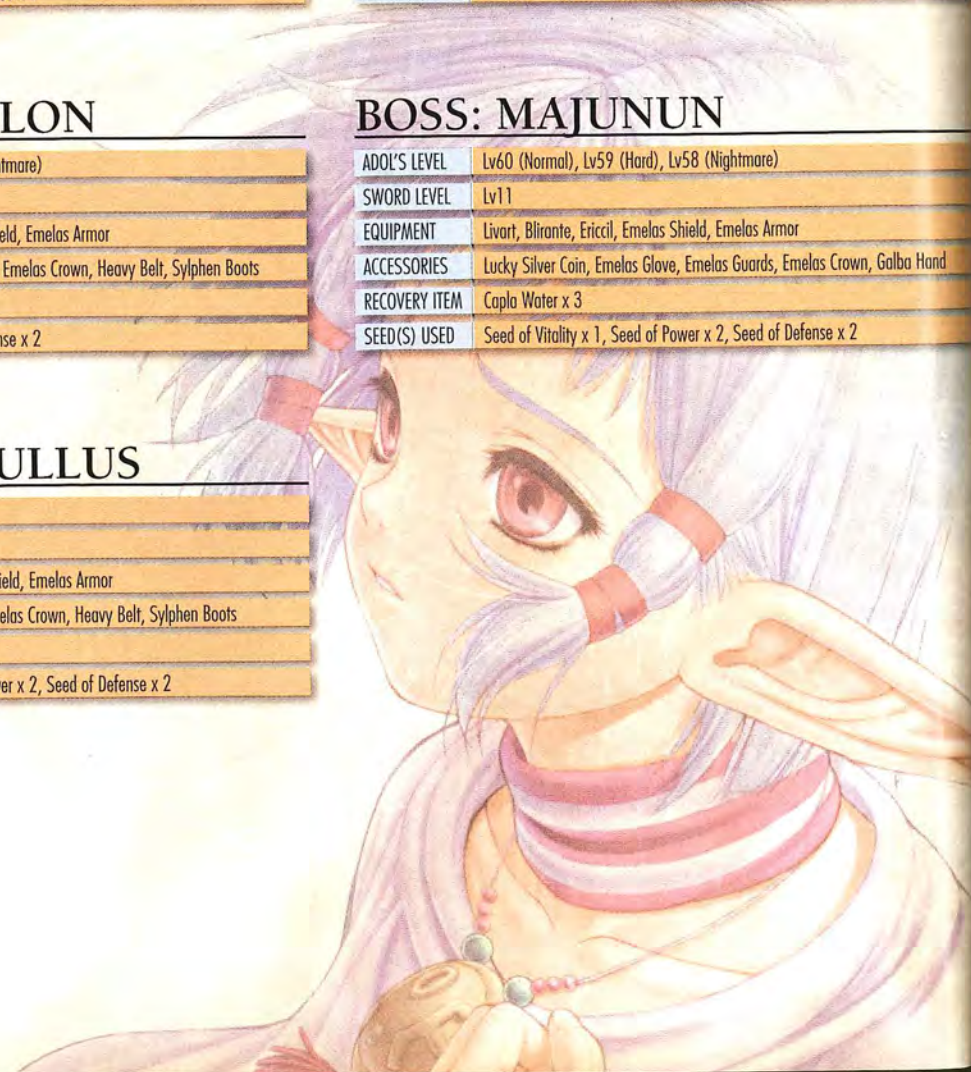 LON
htmare)
eld, Emelas Armor
Emelas Crown, Heavy Belt, Sylphen Boots
nse x 2
BOSS: MAJUNUN
ADOL'S LEVEL Lv60 (Normal), Lv59 (Hard), Lv58 (Nightmare)
SWORD LEVEL Lv11
EQUIPMENT Livart, Blirante, Ericcil, Emelas Shield, Emelas Armor
ACCESSORIES Lucky Silver Coin, Emelas Glove, Emelas Guards, Emelas Crown, Galba Hand
RECOVERY ITEM Capla Water x 3
SEED(S) USED Seed of Vitality x 1, Seed of Power x 2, Seed of Defense x 2
ULLUS
ield, Emelas Armor
elas Crown, Heavy Belt, Sylphen Boots
er x 2, Seed of Defense x 2